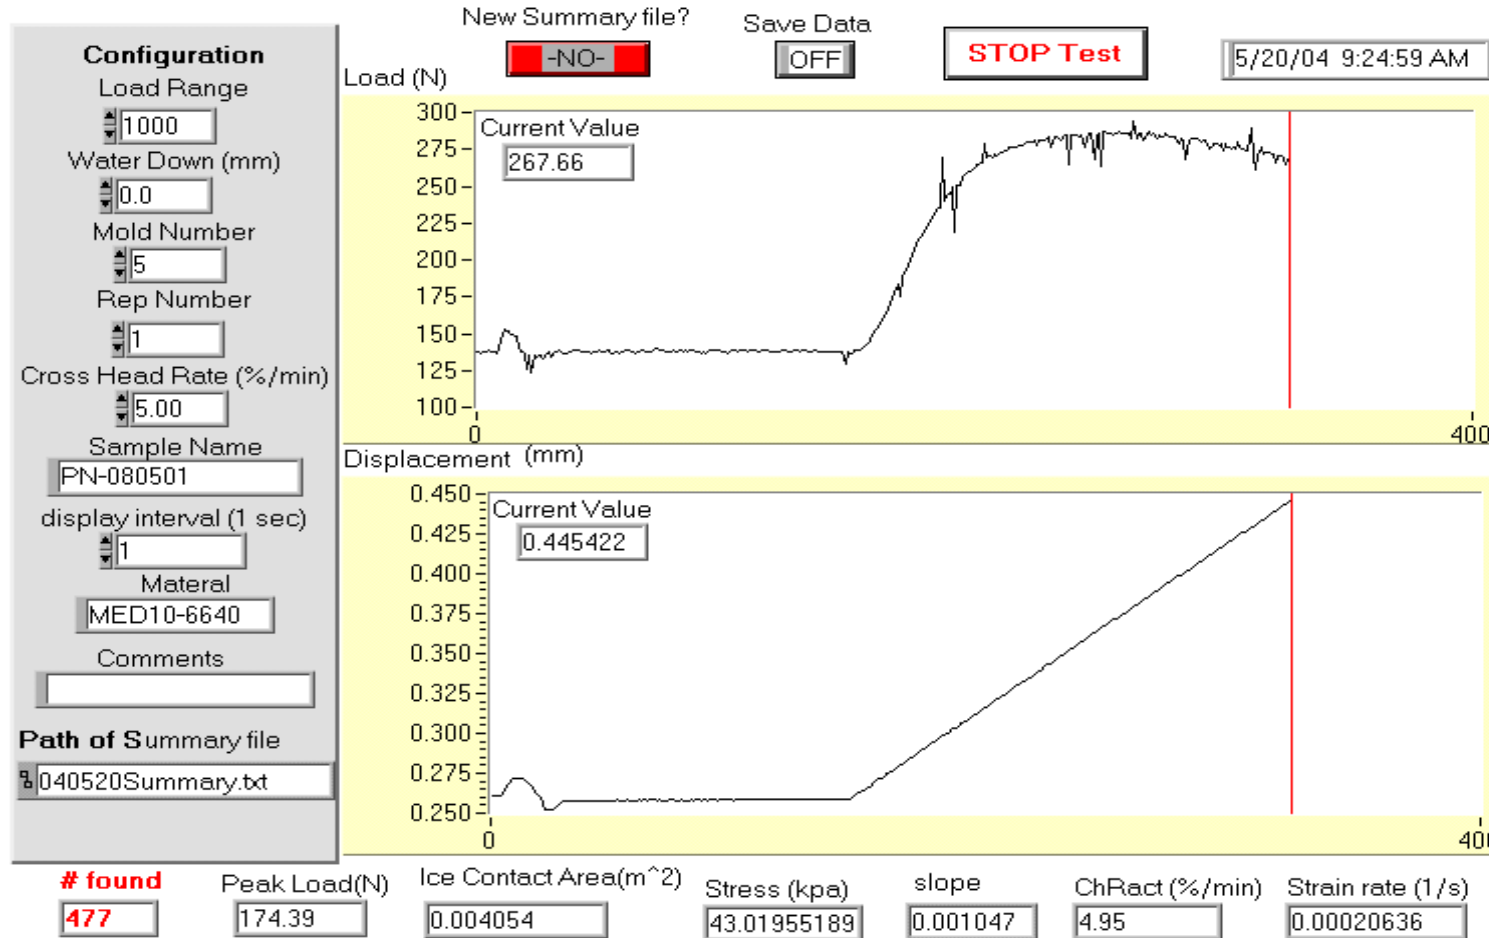 New Summary file?
-NO-
Save Data
OFF
STOP Test
5/20/04 9:24:59 AM
Configuration
Load Range
1000
Water Down (mm)
0.0
Mold Number
5
Rep Number
1
Cross Head Rate (%/min)
5.00
Sample Name
PN-080501
display interval (1 sec)
1
Materal
MED10-6640
Comments
Path of Summary file
040520Summary.txt
Load (N)
Current Value
267.66
300
275
250
225
200
175
150
125
100
0 400
Displacement (mm)
Current Value
0.445422
0.450
0.425
0.400
0.375
0.350
0.325
0.300
0.275
0.250
0 40
# found
477
Peak Load(N)
174.39
Ice Contact Area(m^2)
0.004054
Stress (kpa)
43.01955189
slope
0.001047
ChRact (%/min)
4.95
Strain rate (1/s)
0.00020636